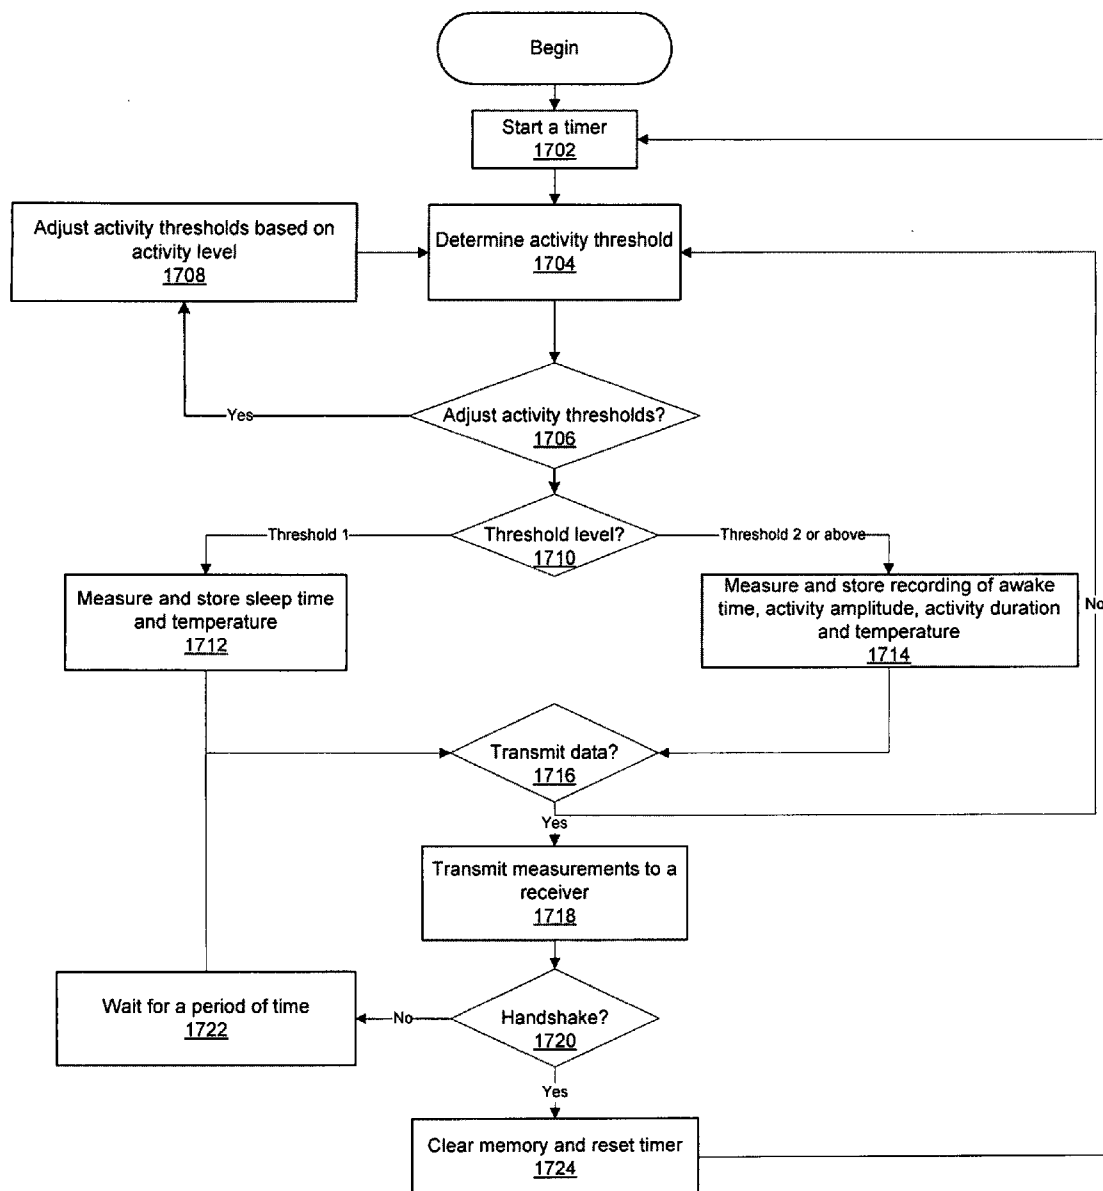 Begin
Start a timer
1702
Adjust activity thresholds based on
activity level
1708
Determine activity threshold
1704
Yes
Adjust activity thresholds?
1706
Threshold 1
Threshold level?
1710
Threshold 2 or above
Measure and store sleep time
and temperature
1712
Measure and store recording of awake
time, activity amplitude, activity duration
and temperature
1714
No
Transmit data?
1716
Yes
Transmit measurements to a
receiver
1718
Wait for a period of time
1722
No
Handshake?
1720
Yes
Clear memory and reset timer
1724